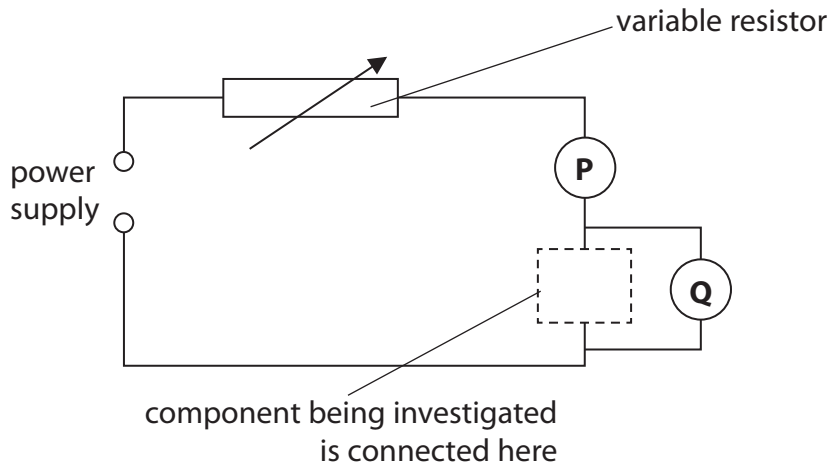 variable resistor
P
power
supply
Q
component being investigated
is connected here